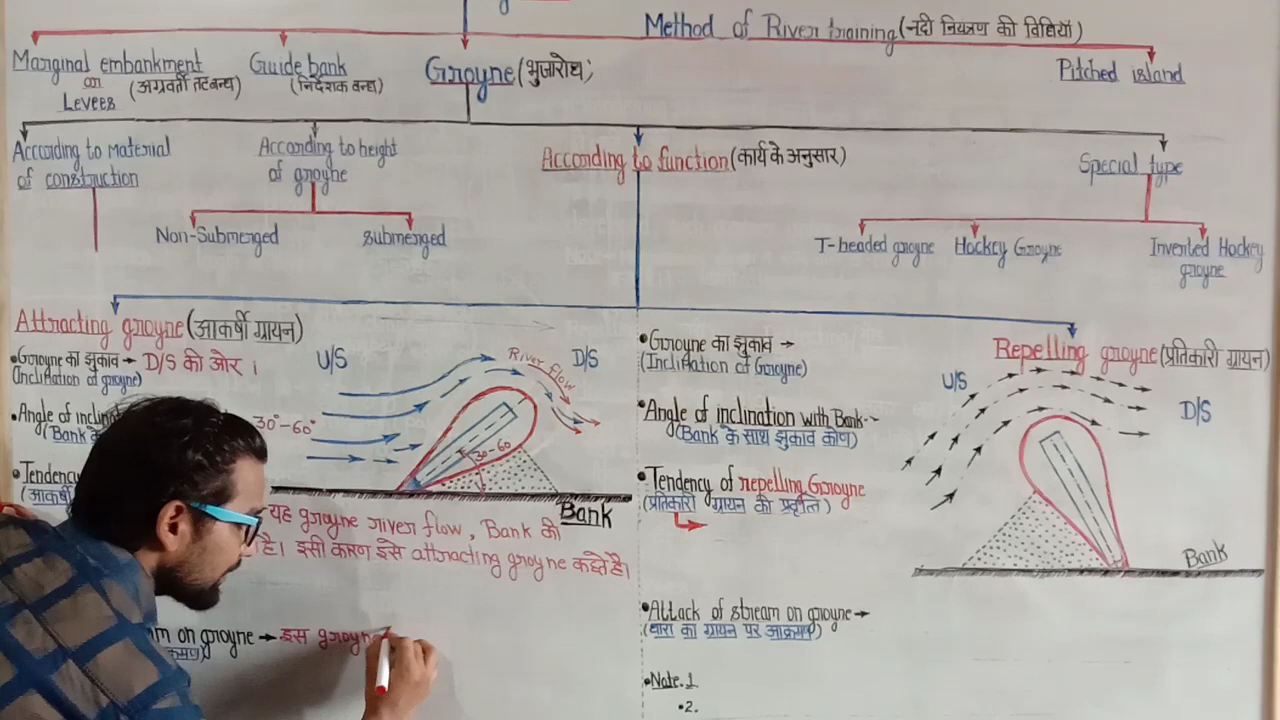 Method of River training (नदी नियत्रण की विधियॉ)
Marginal embankment
or (अग्रवर्ती तटबन्ध)
Levees
Guide bank
(निर्देशक बन्ध)
Groyne (भुजारोध)
Pitched island
According to Material
of construction
According to height
of groyne
According to function (कार्य के अनुसार)
Special type
Non-Submerged
submerged
T-headed groyne
Hockey Groyne
Inverted Hockey
groyne
Attracting groyne (आकर्षी ग्रायन)
•Groyne का झुकाव → D/S की ओर ।
(Inclination of groyne)
•Angle of
(Bank
30°-60°
•Tendency
यह groyne river flow, Bank की
है। इसी कारण इसे attracting groyne कहते है।
on groyne → इस groyn
U/S
River flow
D/S
30-60
Bank
•Groyne का झुकाव →
(Inclination of Groyne)
•Angle of inclination with Bank:-
(Bank के साथ झुकाव कोण)
•Tendency of repelling Groyne
(प्रतिकारी ग्रायन की प्रवृत्ति)
•Attack of stream on groyne →
(धारा का ग्रायन पर आक्रमण)
•Note. 1
•2.
Repelling groyne (प्रतिकारी ग्रायन)
U/S
D/S
Bank